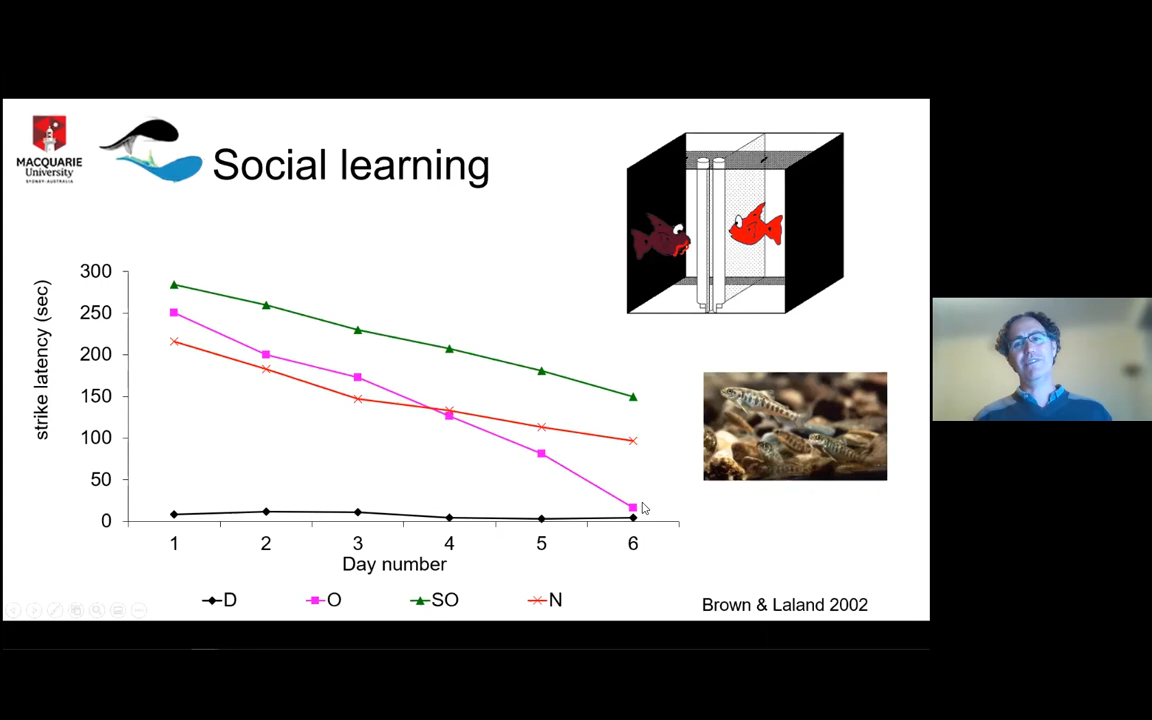 MACQUARIE
University
SYDNEY·AUSTRALIA
Social learning
strike latency (sec)
300
250
200
150
100
50
0
1 2 3 4 5 6
Day number
D O SO N
Brown & Laland 2002